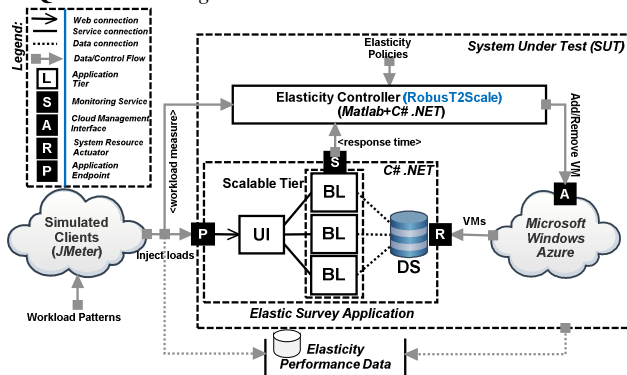 Legend:
Web connection
Service connection
Data connection
Data/Control Flow
L
Application
Tier
S
Monitoring Service
A
Cloud Management
Interface
R
System Resource
Actuator
P
Application
Endpoint
System Under Test (SUT)
Elasticity
Policies
Elasticity Controller (RobusT2Scale)
(Matlab+C# .NET)
Add/Remove VM
<workload measure>
<response time>
S
C# .NET
Scalable Tier
BL
BL
BL
UI
P
DS
R
VMs
A
Microsoft
Windows
Azure
Simulated
Clients
(JMeter)
Inject loads
Workload Patterns
Elastic Survey Application
Elasticity
Performance Data